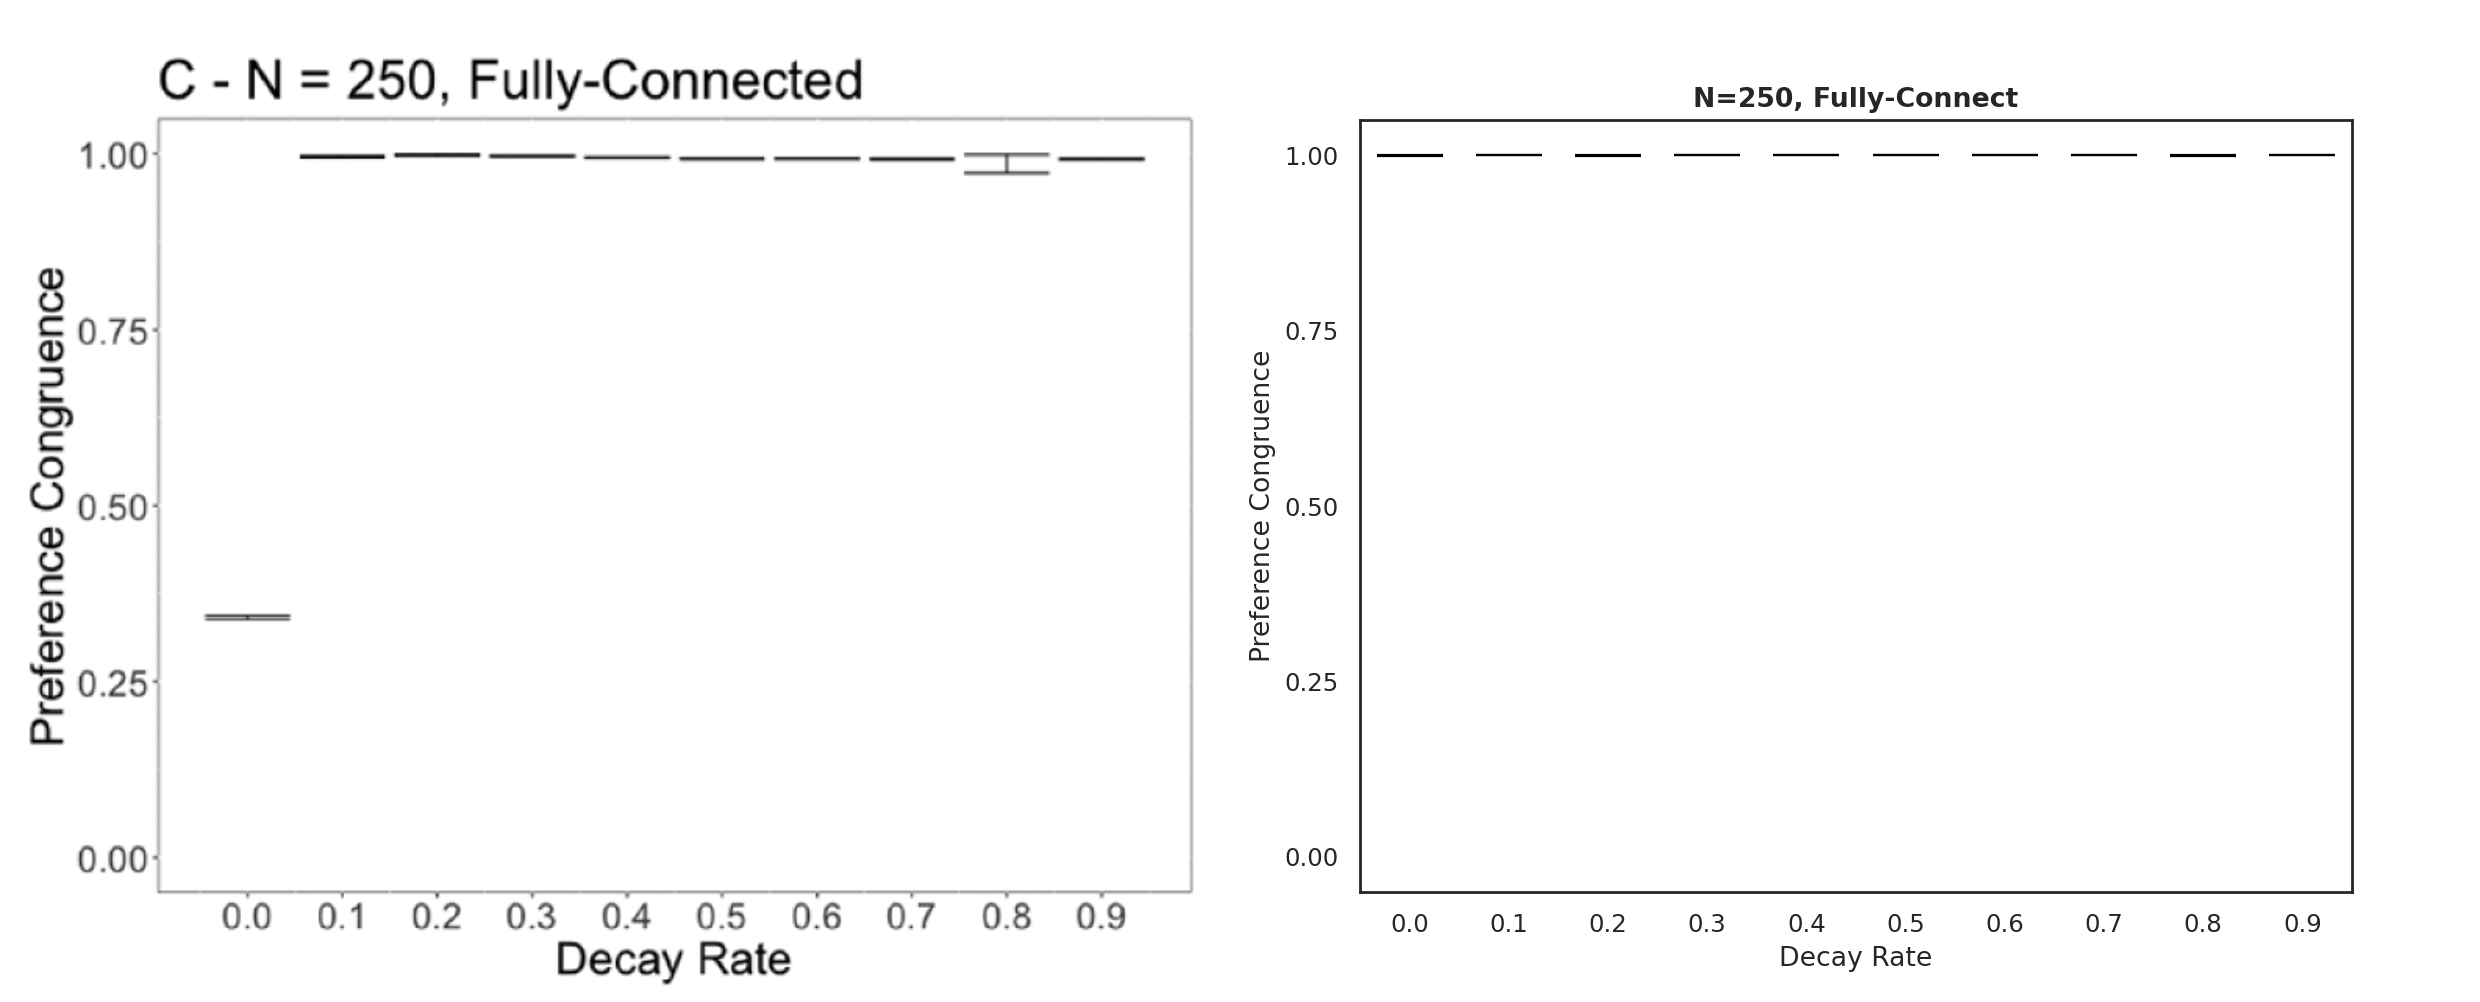 C - N = 250, Fully-Connected
Preference Congruence
1.00
0.75
0.50
0.25
0.00
0.0 0.1 0.2 0.3 0.4 0.5 0.6 0.7 0.8 0.9
Decay Rate
N=250, Fully-Connect
Preference Congruence
1.00
0.75
0.50
0.25
0.00
0.0 0.1 0.2 0.3 0.4 0.5 0.6 0.7 0.8 0.9
Decay Rate